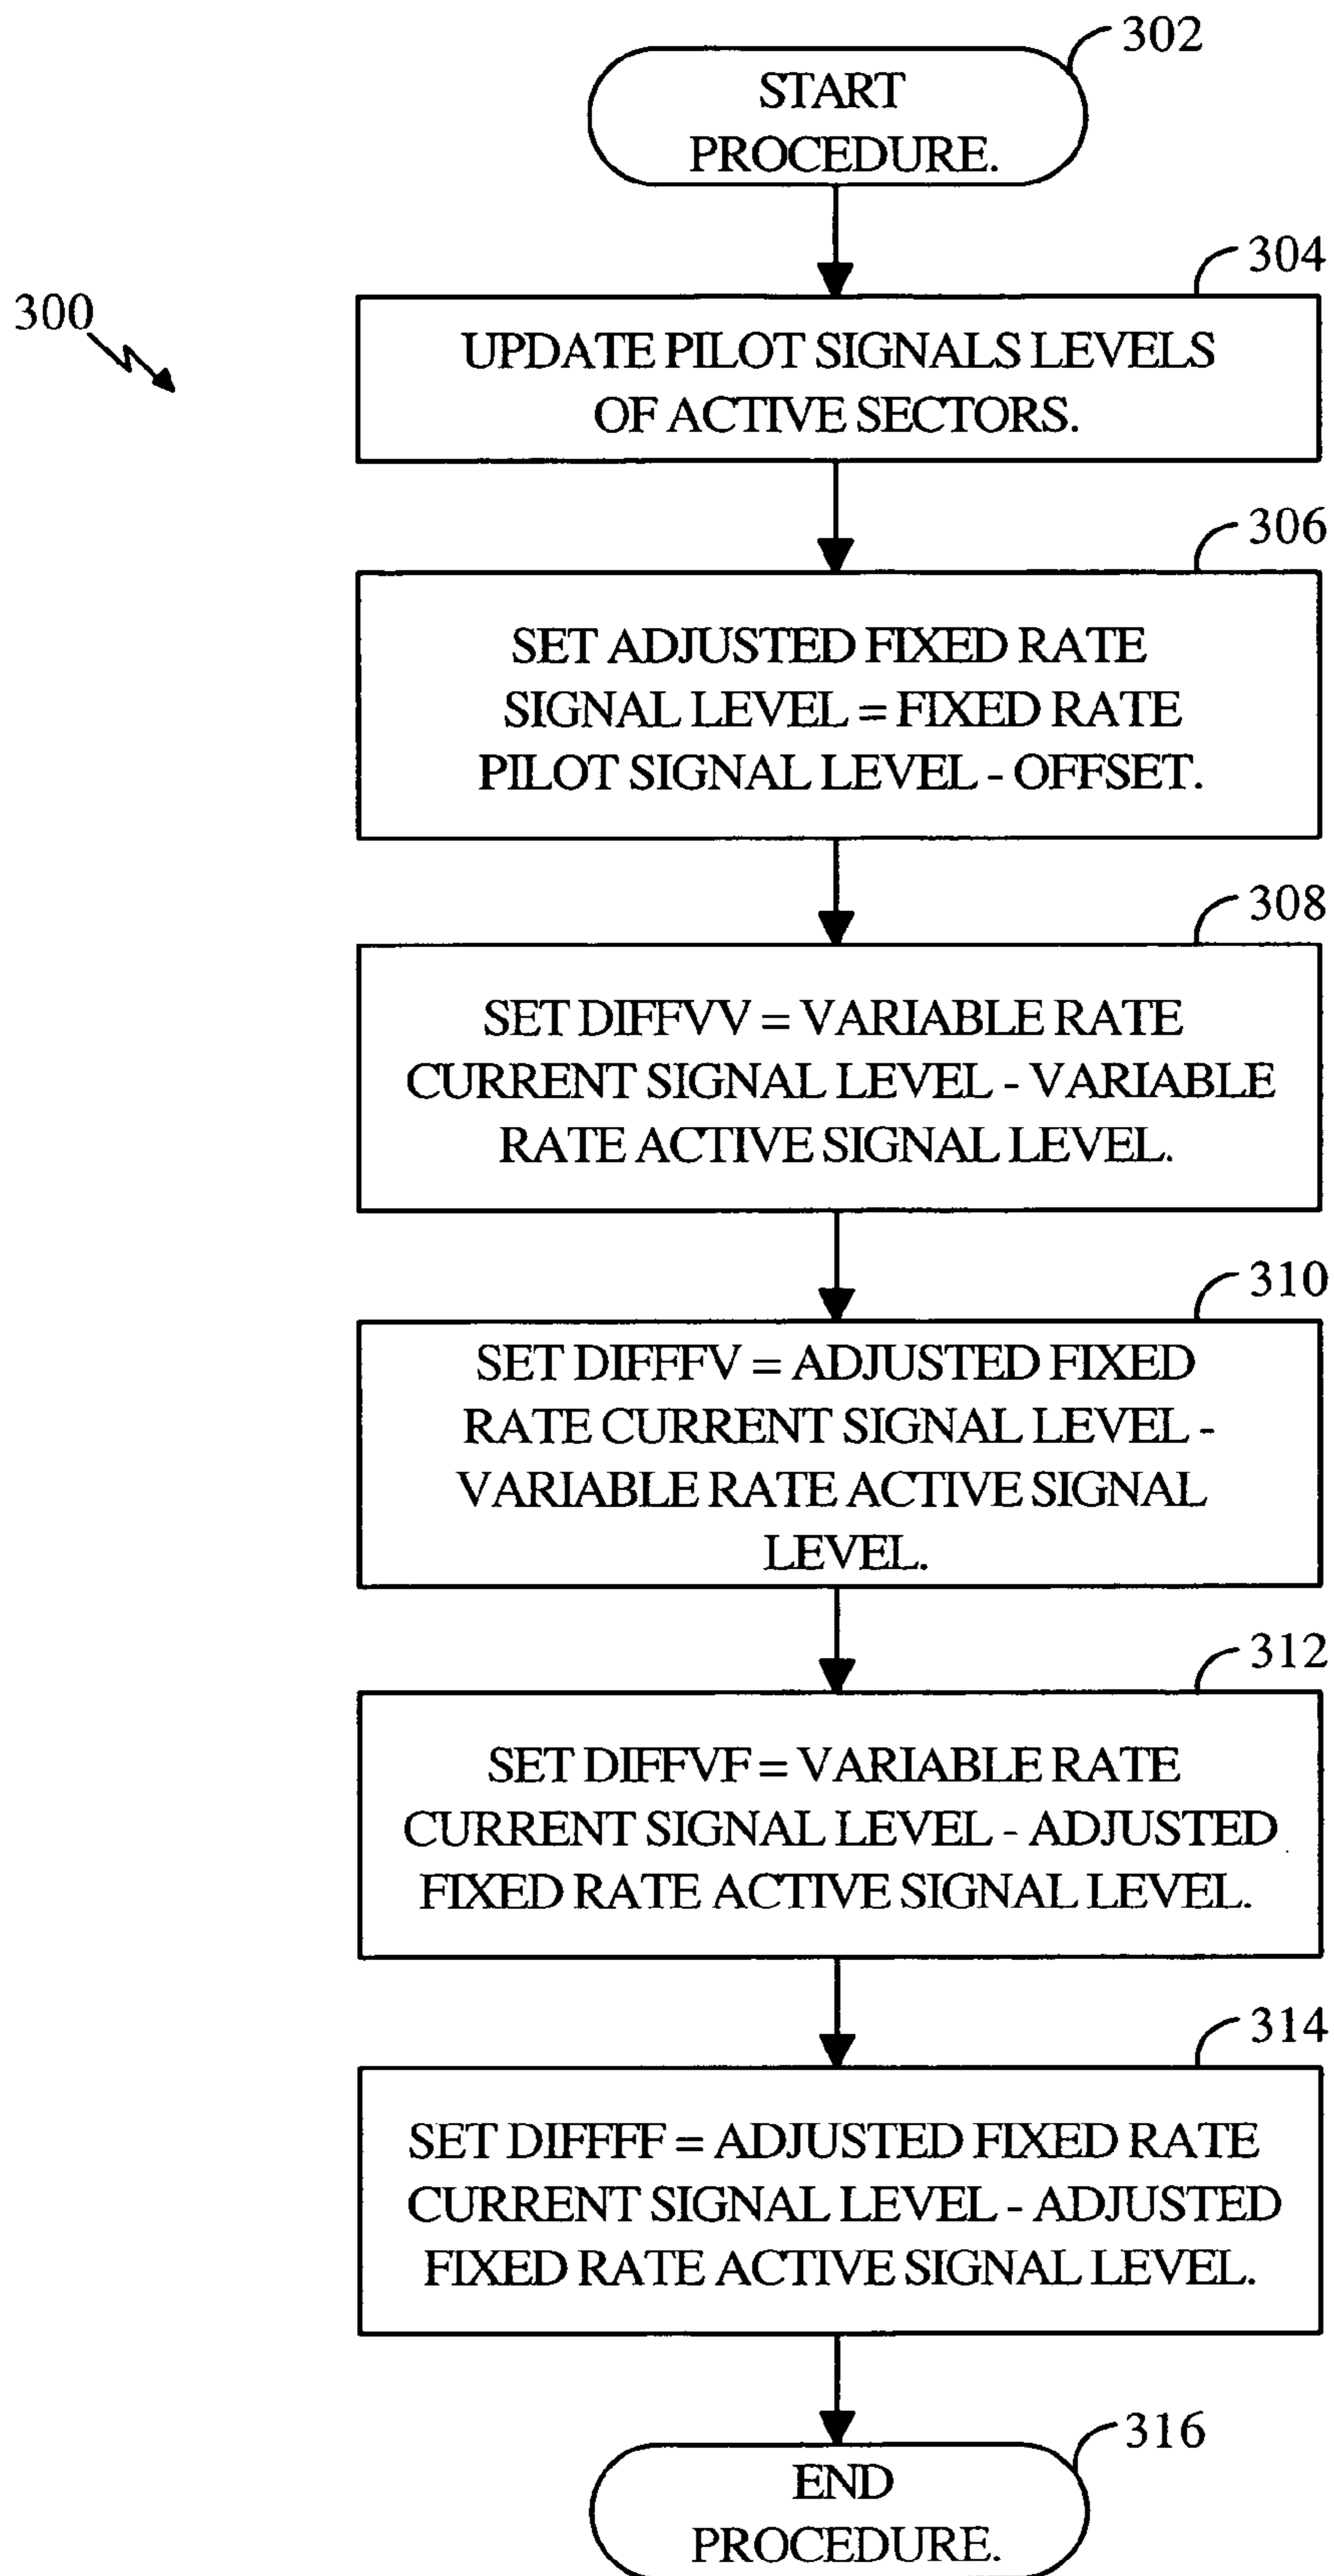 302
START
PROCEDURE.
304
300
UPDATE PILOT SIGNALS LEVELS
OF ACTIVE SECTORS.
306
SET ADJUSTED FIXED RATE
SIGNAL LEVEL = FIXED RATE
PILOT SIGNAL LEVEL - OFFSET.
308
SET DIFFVV = VARIABLE RATE
CURRENT SIGNAL LEVEL - VARIABLE
RATE ACTIVE SIGNAL LEVEL.
310
SET DIFFFV = ADJUSTED FIXED
RATE CURRENT SIGNAL LEVEL -
VARIABLE RATE ACTIVE SIGNAL
LEVEL.
312
SET DIFFVF = VARIABLE RATE
CURRENT SIGNAL LEVEL - ADJUSTED
FIXED RATE ACTIVE SIGNAL LEVEL.
314
SET DIFFFF = ADJUSTED FIXED RATE
CURRENT SIGNAL LEVEL - ADJUSTED
FIXED RATE ACTIVE SIGNAL LEVEL.
316
END
PROCEDURE.